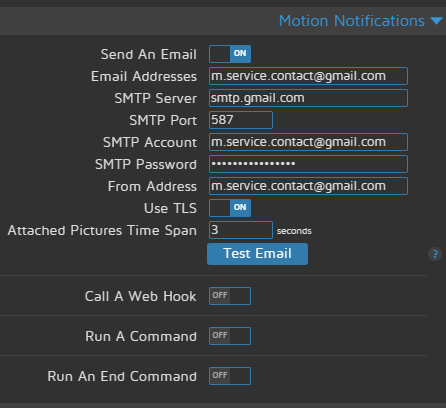 Motion Notifications
Send An Email ON
Email Addresses m.service.contact@gmail.com
SMTP Server smtp.gmail.com
SMTP Port 587
SMTP Account m.service.contact@gmail.com
SMTP Password ••••••••••••••••
From Address m.service.contact@gmail.com
Use TLS ON
Attached Pictures Time Span 3 seconds
Test Email ?
Call A Web Hook OFF
Run A Command OFF
Run An End Command OFF